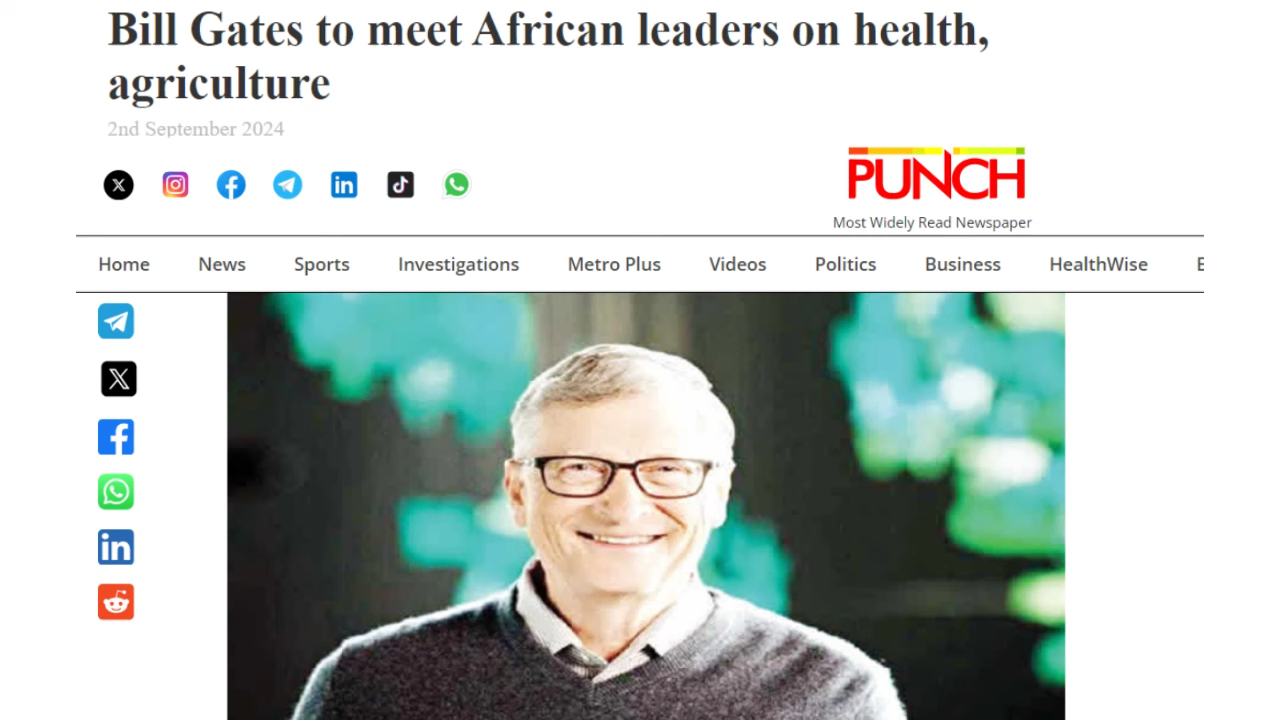 Bill Gates to meet African leaders on health,
agriculture
2nd September 2024
PUNCH
Most Widely Read Newspaper
Home News Sports Investigations Metro Plus Videos Politics Business HealthWise